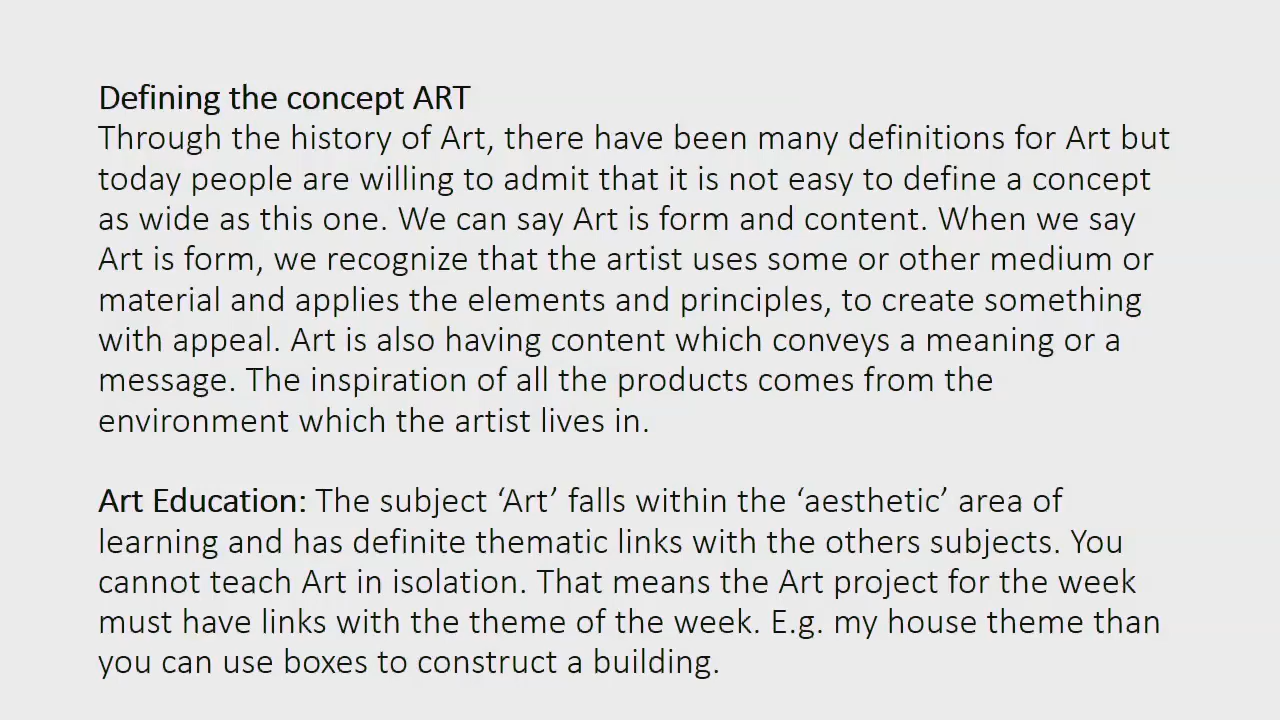 Defining the concept ART
Through the history of Art, there have been many definitions for Art but
today people are willing to admit that it is not easy to define a concept
as wide as this one. We can say Art is form and content. When we say
Art is form, we recognize that the artist uses some or other medium or
material and applies the elements and principles, to create something
with appeal. Art is also having content which conveys a meaning or a
message. The inspiration of all the products comes from the
environment which the artist lives in.
Art Education: The subject ‘Art’ falls within the ‘aesthetic’ area of
learning and has definite thematic links with the others subjects. You
cannot teach Art in isolation. That means the Art project for the week
must have links with the theme of the week. E.g. my house theme than
you can use boxes to construct a building.